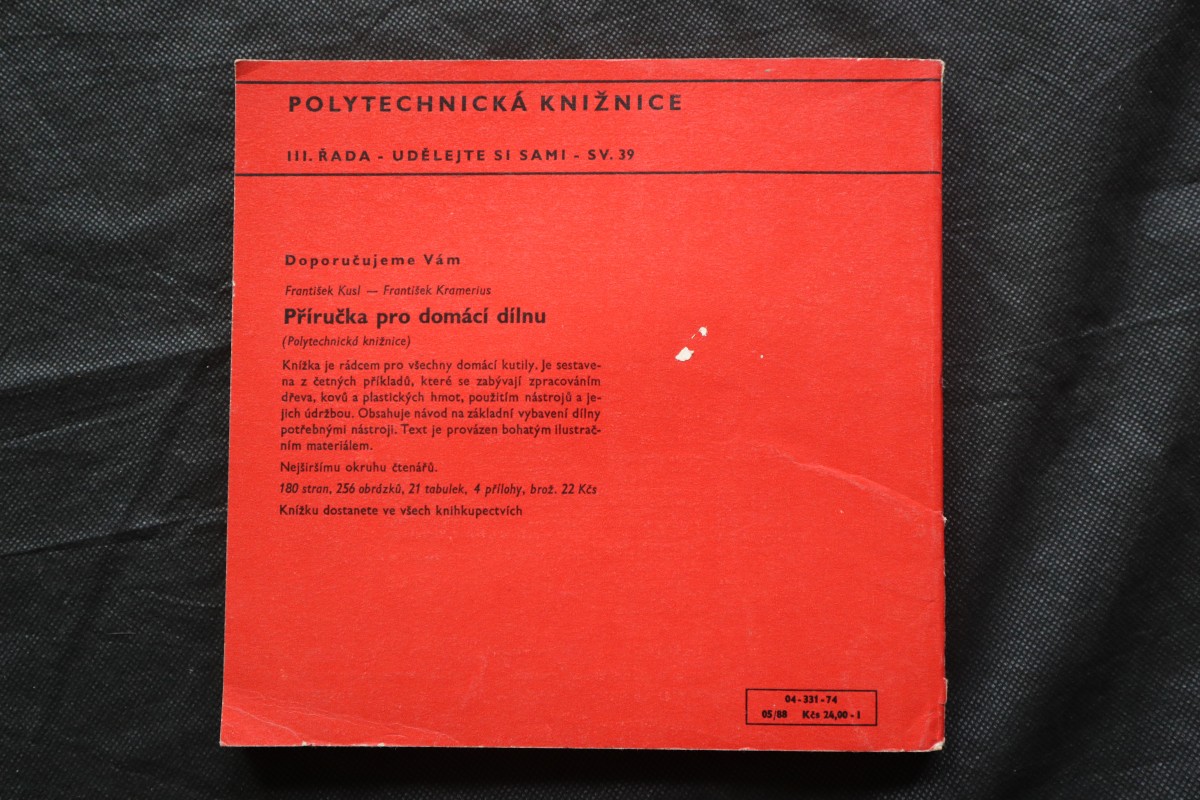 POLYTECHNICKÁ KNIŽNICE
III. ŘADA - UDĚLEJTE SI SAMI - SV. 39
Doporučujeme Vám
František Kusl — František Kramerius
Příručka pro domácí dílnu
(Polytechnická knižnice)
Knížka je rádcem pro všechny domácí kutily. Je sestave-
na z četných příkladů, které se zabývají zpracováním
dřeva, kovů a plastických hmot, použitím nástrojů a je-
jich údržbou. Obsahuje návod na základní vybavení dílny
potřebnými nástroji. Text je provázen bohatým ilustrač-
ním materiálem.
Nejširšímu okruhu čtenářů.
180 stran, 256 obrázků, 21 tabulek, 4 přílohy, brož. 22 Kčs
Knížku dostanete ve všech knihkupectvích
04-331-74
05/88 Kčs 24,00-I